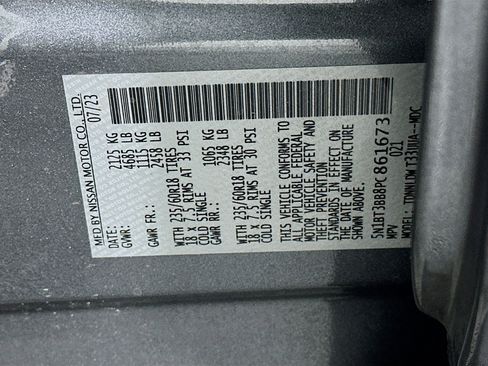 MFD BY NISSAN MOTOR CO., LTD.
DATE: 07/23
GVWR: 2125 KG
4685 LB
GAWR FR.: 1115 KG
2458 LB
WITH 235/60R18 TIRES
18 x 7.5 RIMS AT 33 PSI
COLD SINGLE
GAWR RR.: 1065 KG
2348 LB
WITH 235/60R18 TIRES
18 x 7.5 RIMS AT 30 PSI
COLD SINGLE
THIS VEHICLE CONFORMS TO
ALL APPLICABLE FEDERAL
MOTOR VEHICLE SAFETY AND
THEFT PREVENTION
STANDARDS IN EFFECT ON
THE DATE OF MANUFACTURE
SHOWN ABOVE
5N1BT3BB8PC861673
021
MPV